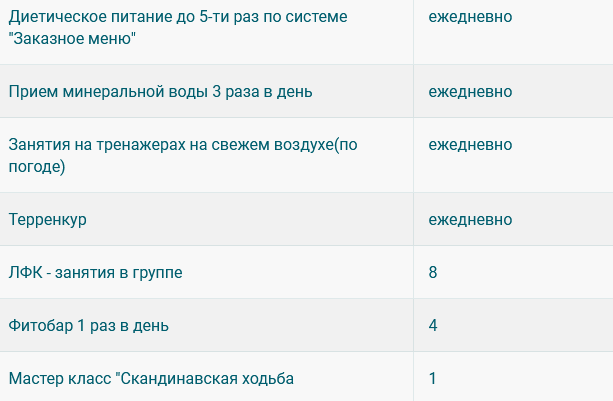 Диетическое питание до 5-ти раз по системе
"Заказное меню"
ежедневно
Прием минеральной воды 3 раза в день
ежедневно
Занятия на тренажерах на свежем воздухе(по
погоде)
ежедневно
Терренкур
ежедневно
ЛФК - занятия в группе
8
Фитобар 1 раз в день
4
Мастер класс "Скандинавская ходьба
1